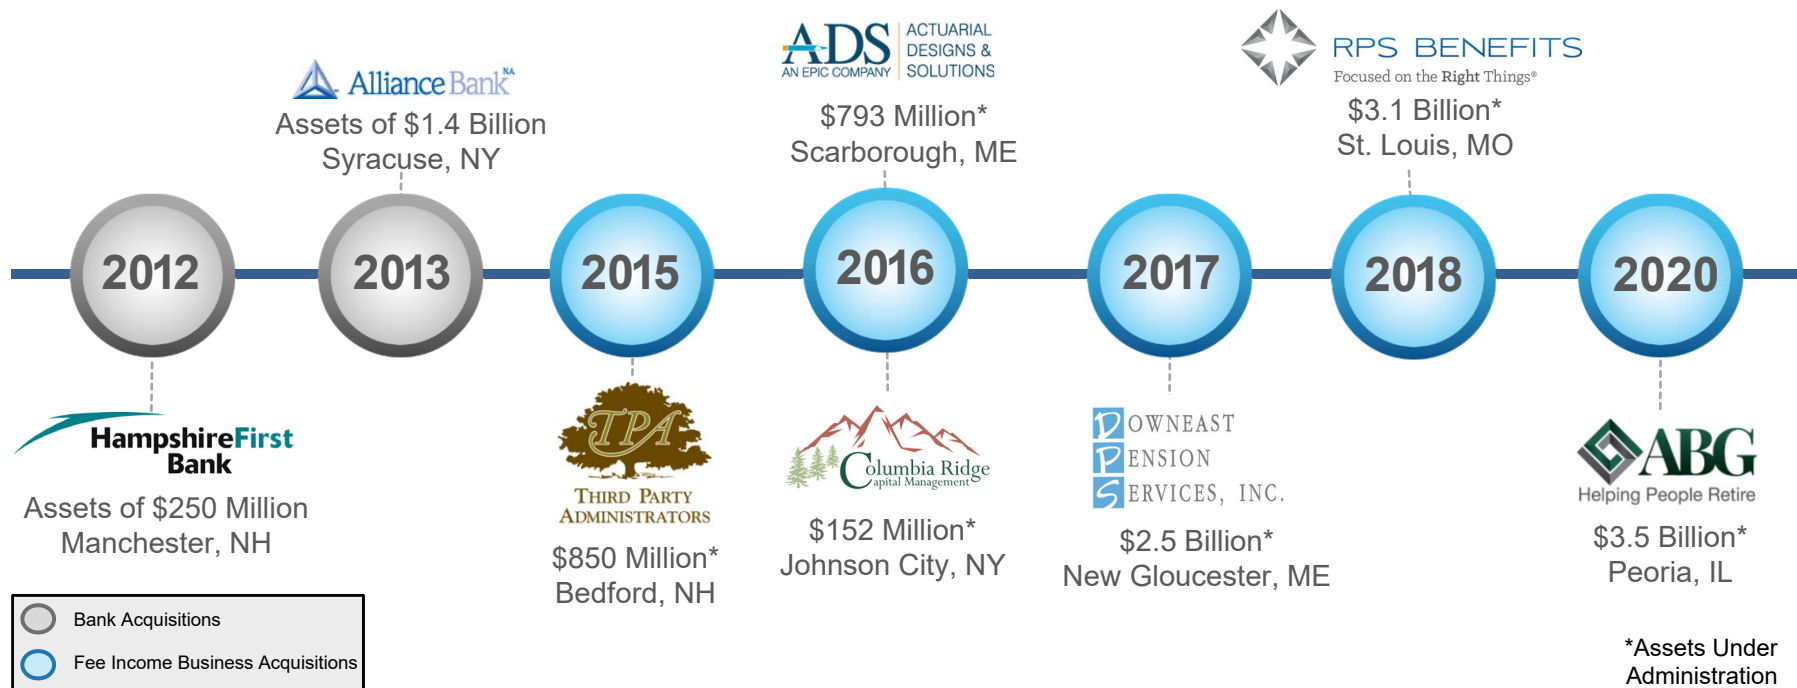 Alliance Bank NA
Assets of $1.4 Billion
Syracuse, NY
ADS
AN EPIC COMPANY
ACTUARIAL
DESIGNS &
SOLUTIONS
$793 Million*
Scarborough, ME
RPS BENEFITS
Focused on the Right Things®
$3.1 Billion*
St. Louis, MO
2012
2013
2015
2016
2017
2018
2020
HampshireFirst
Bank
Assets of $250 Million
Manchester, NH
TPA
THIRD PARTY
ADMINISTRATORS
$850 Million*
Bedford, NH
Columbia Ridge
Capital Management
$152 Million*
Johnson City, NY
DOWNEAST
PENSION
SERVICES, INC.
$2.5 Billion*
New Gloucester, ME
ABG
Helping People Retire
$3.5 Billion*
Peoria, IL
Bank Acquisitions
Fee Income Business Acquisitions
*Assets Under
Administration